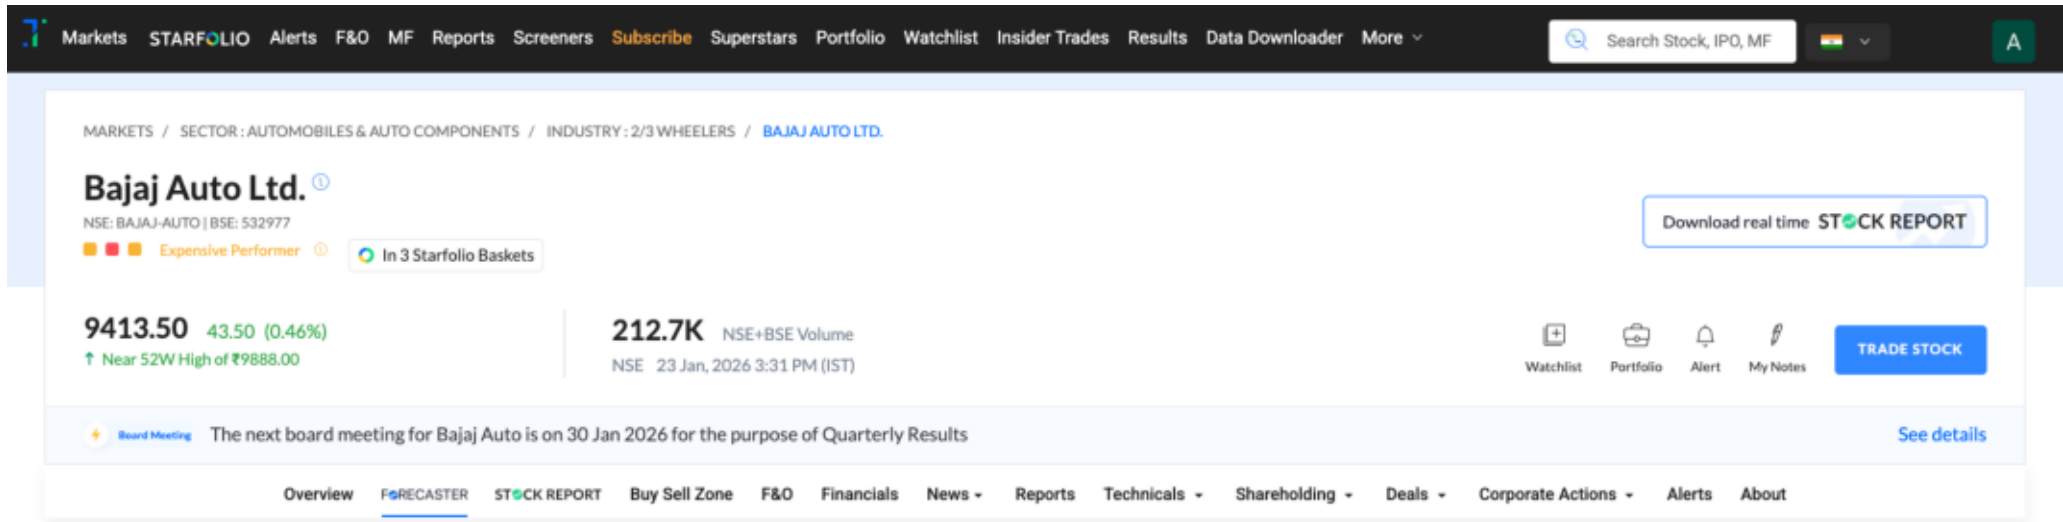 Markets STARFOLIO Alerts F&O MF Reports Screeners Subscribe Superstars Portfolio Watchlist Insider Trades Results Data Downloader More Search Stock, IPO, MF A
MARKETS / SECTOR : AUTOMOBILES & AUTO COMPONENTS / INDUSTRY : 2/3 WHEELERS / BAJAJ AUTO LTD.
Bajaj Auto Ltd.
NSE: BAJAJ-AUTO | BSE: 532977
Expensive Performer In 3 Starfolio Baskets
Download real time STOCK REPORT
9413.50 43.50 (0.46%)
↑ Near 52W High of ₹9888.00
212.7K NSE+BSE Volume
NSE 23 Jan, 2026 3:31 PM (IST)
Watchlist Portfolio Alert My Notes TRADE STOCK
Board Meeting The next board meeting for Bajaj Auto is on 30 Jan 2026 for the purpose of Quarterly Results See details
Overview FORECASTER STOCK REPORT Buy Sell Zone F&O Financials News Reports Technicals Shareholding Deals Corporate Actions Alerts About